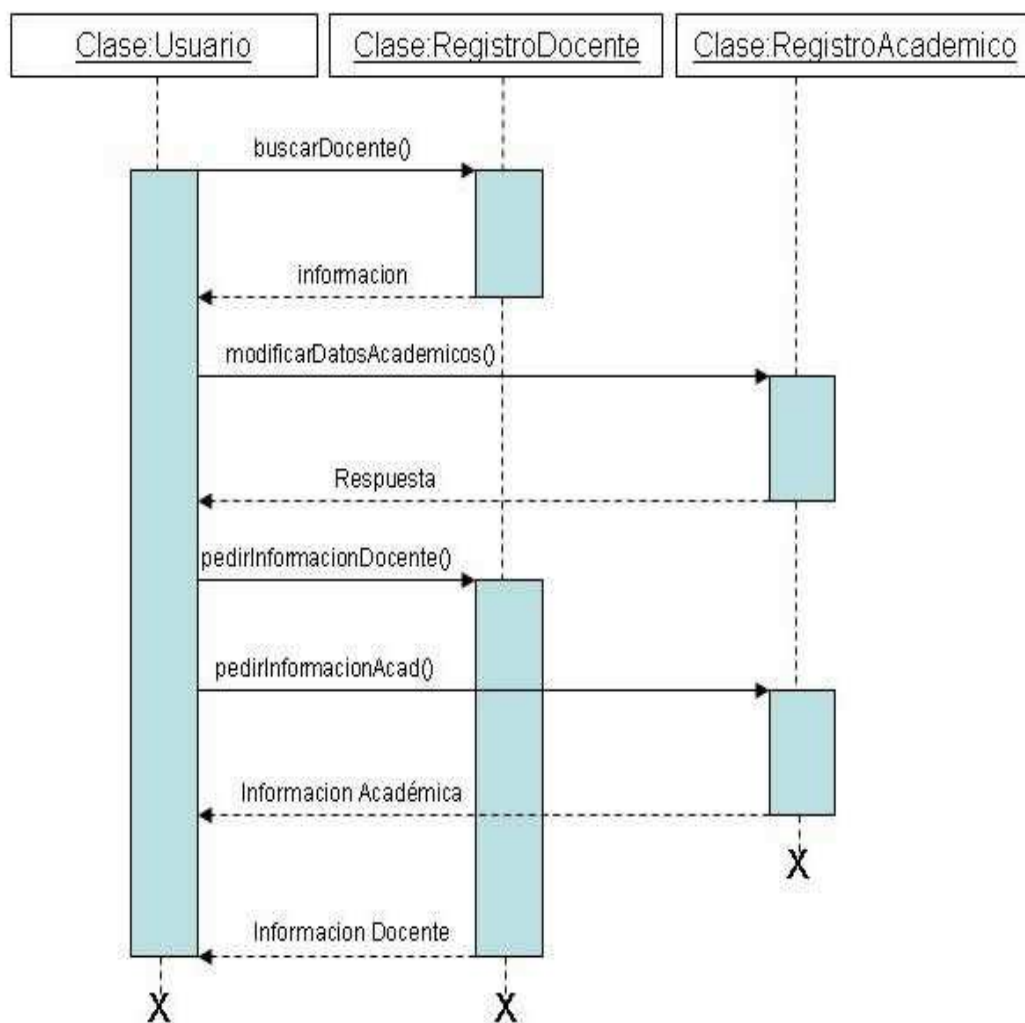 Clase:Usuario
Clase:RegistroDocente
Clase:RegistroAcademico
buscarDocente()
informacion
modificarDatosAcademicos()
Respuesta
pedirInformacionDocente()
pedirInformacionAcad()
Informacion Académica
X
Informacion Docente
X
X